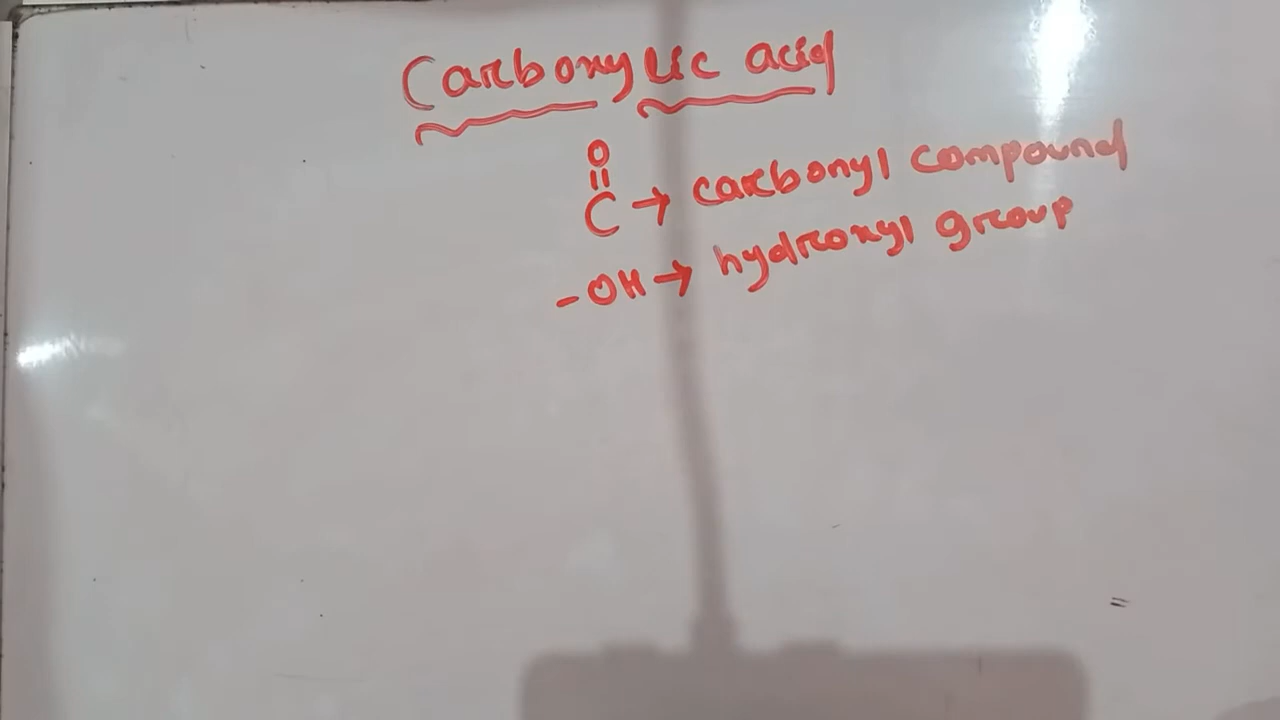 Carboxylic acid
O
||
C → carbonyl compound
-OH → hydroxyl group